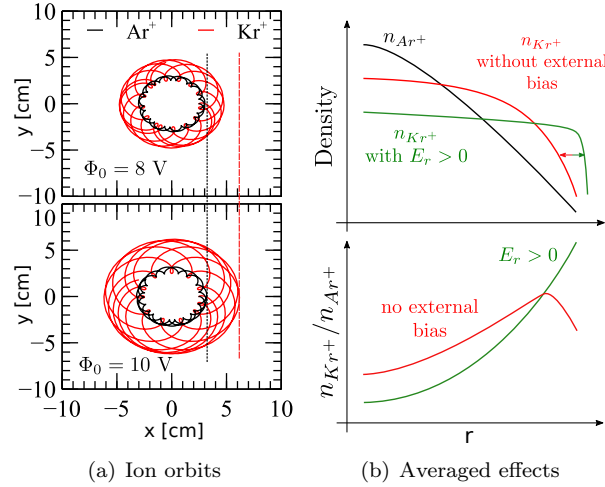 Ar⁺ Kr⁺
10
5
0
−5
−10
y [cm]
Φ₀ = 8 V
10
5
0
−5
−10
y [cm]
Φ₀ = 10 V
−10 −5 0 5 10
x [cm]
(a) Ion orbits
n_{Ar⁺}
n_{Kr⁺}
without external
bias
n_{Kr⁺}
with E_r > 0
Density
E_r > 0
no external
bias
n_{Kr⁺}/n_{Ar⁺}
r
(b) Averaged effects